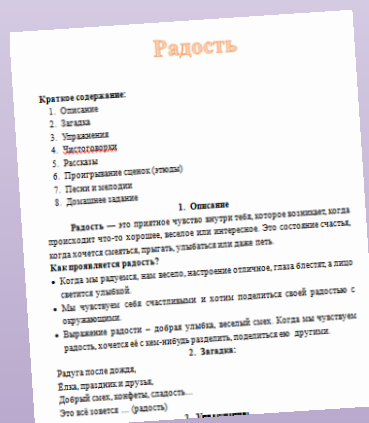 Радость
Краткое содержание:
1. Описание
2. Загадка
3. Упражнения
4. Чистоговорки
5. Рассказы
6. Проигрывание сценок (этюды)
7. Песни и мелодии
8. Домашнее задание
1. Описание
Радость — это приятное чувство внутри тебя, которое возникает, когда
происходит что-то хорошее, веселое или интересное. Это состояние счастья,
когда хочется смеяться, прыгать, улыбаться или даже петь.
Как проявляется радость?
• Когда мы радуемся, нам весело, настроение отличное, глаза блестят, а лицо
светится улыбкой.
• Мы чувствуем себя счастливыми и хотим поделиться своей радостью с
окружающими.
• Выражение радости – добрая улыбка, веселый смех. Когда мы чувствуем
радость, хочется её с кем-нибудь разделить, поделиться ею другими.
2. Загадка:
Радуга после дождя,
Ёлка, праздник и друзья,
Добрый смех, конфеты, сладость…
Это всё зовется … (радость)